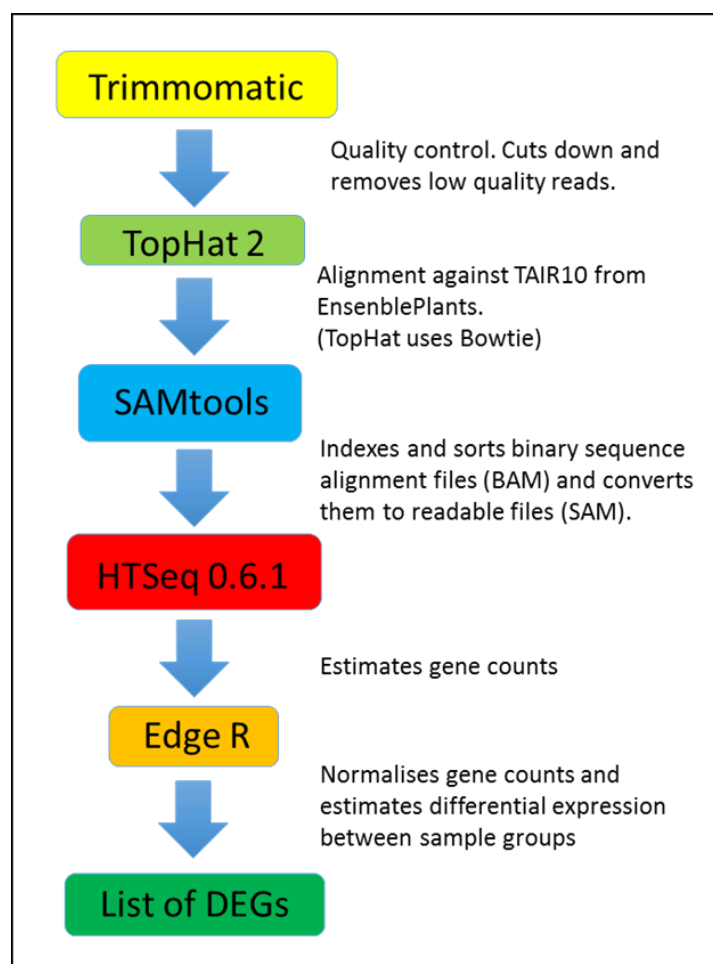 Trimmomatic
Quality control. Cuts down and
removes low quality reads.
TopHat 2
Alignment against TAIR10 from
EnsenblePlants.
(TopHat uses Bowtie)
SAMtools
Indexes and sorts binary sequence
alignment files (BAM) and converts
them to readable files (SAM).
HTSeq 0.6.1
Estimates gene counts
Edge R
Normalises gene counts and
estimates differential expression
between sample groups
List of DEGs